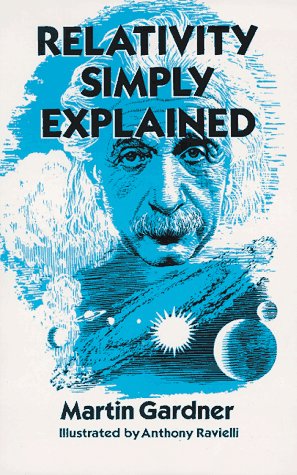 RELATIVITY
SIMPLY
EXPLAINED
Martin Gardner
Illustrated by Anthony Ravielli